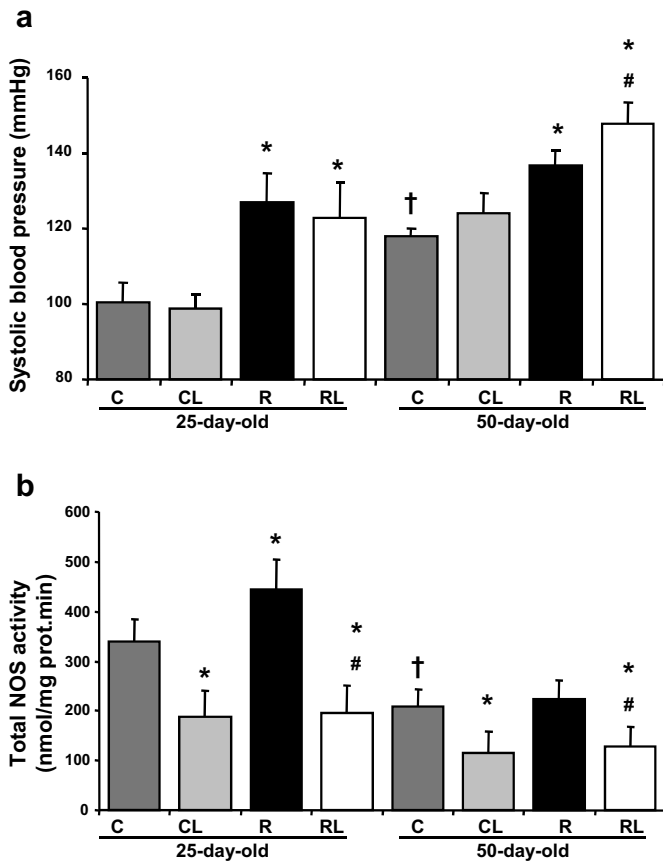 a
Systolic blood pressure (mmHg)
160
140
120
100
80
* * † * * #
C CL R RL C CL R RL
25-day-old 50-day-old
b
Total NOS activity
(nmol/mg prot.min)
600
500
400
300
200
100
0
* * * # † * * #
C CL R RL C CL R RL
25-day-old 50-day-old